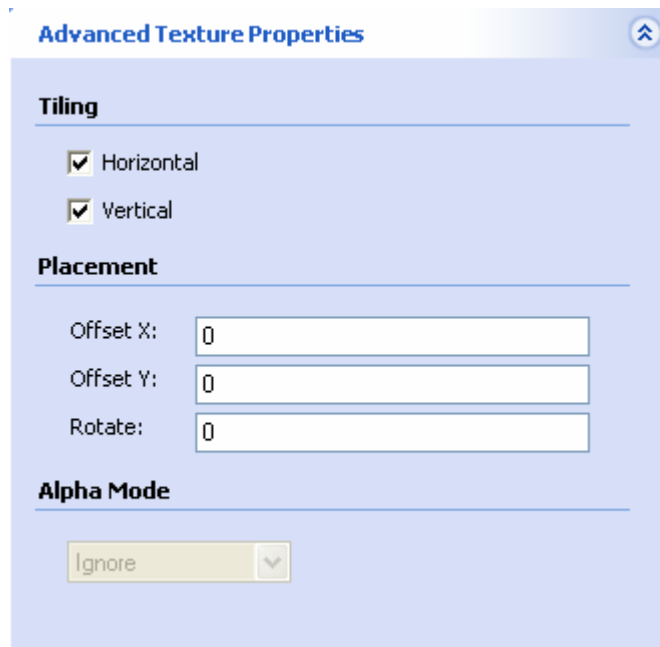 Advanced Texture Properties
Tiling
Horizontal
Vertical
Placement
Offset X: 0
Offset Y: 0
Rotate: 0
Alpha Mode
Ignore